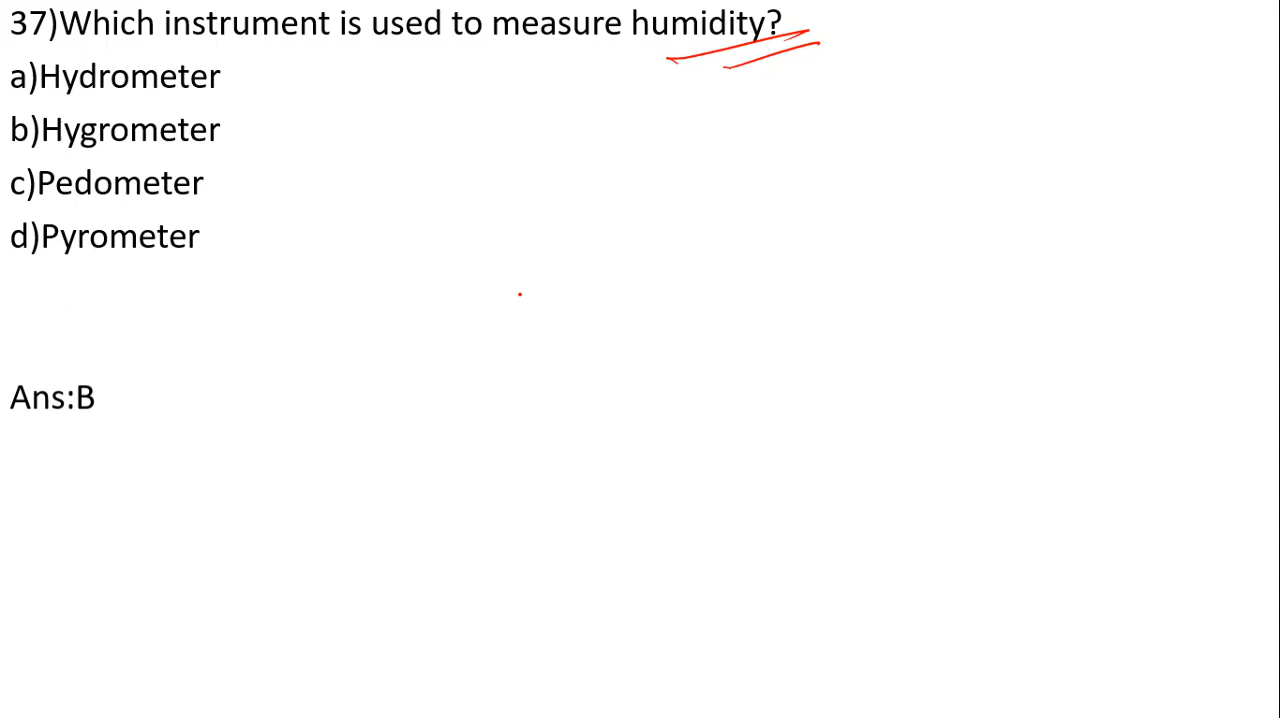 37)Which instrument is used to measure humidity?
a)Hydrometer
b)Hygrometer
c)Pedometer
d)Pyrometer
Ans:B